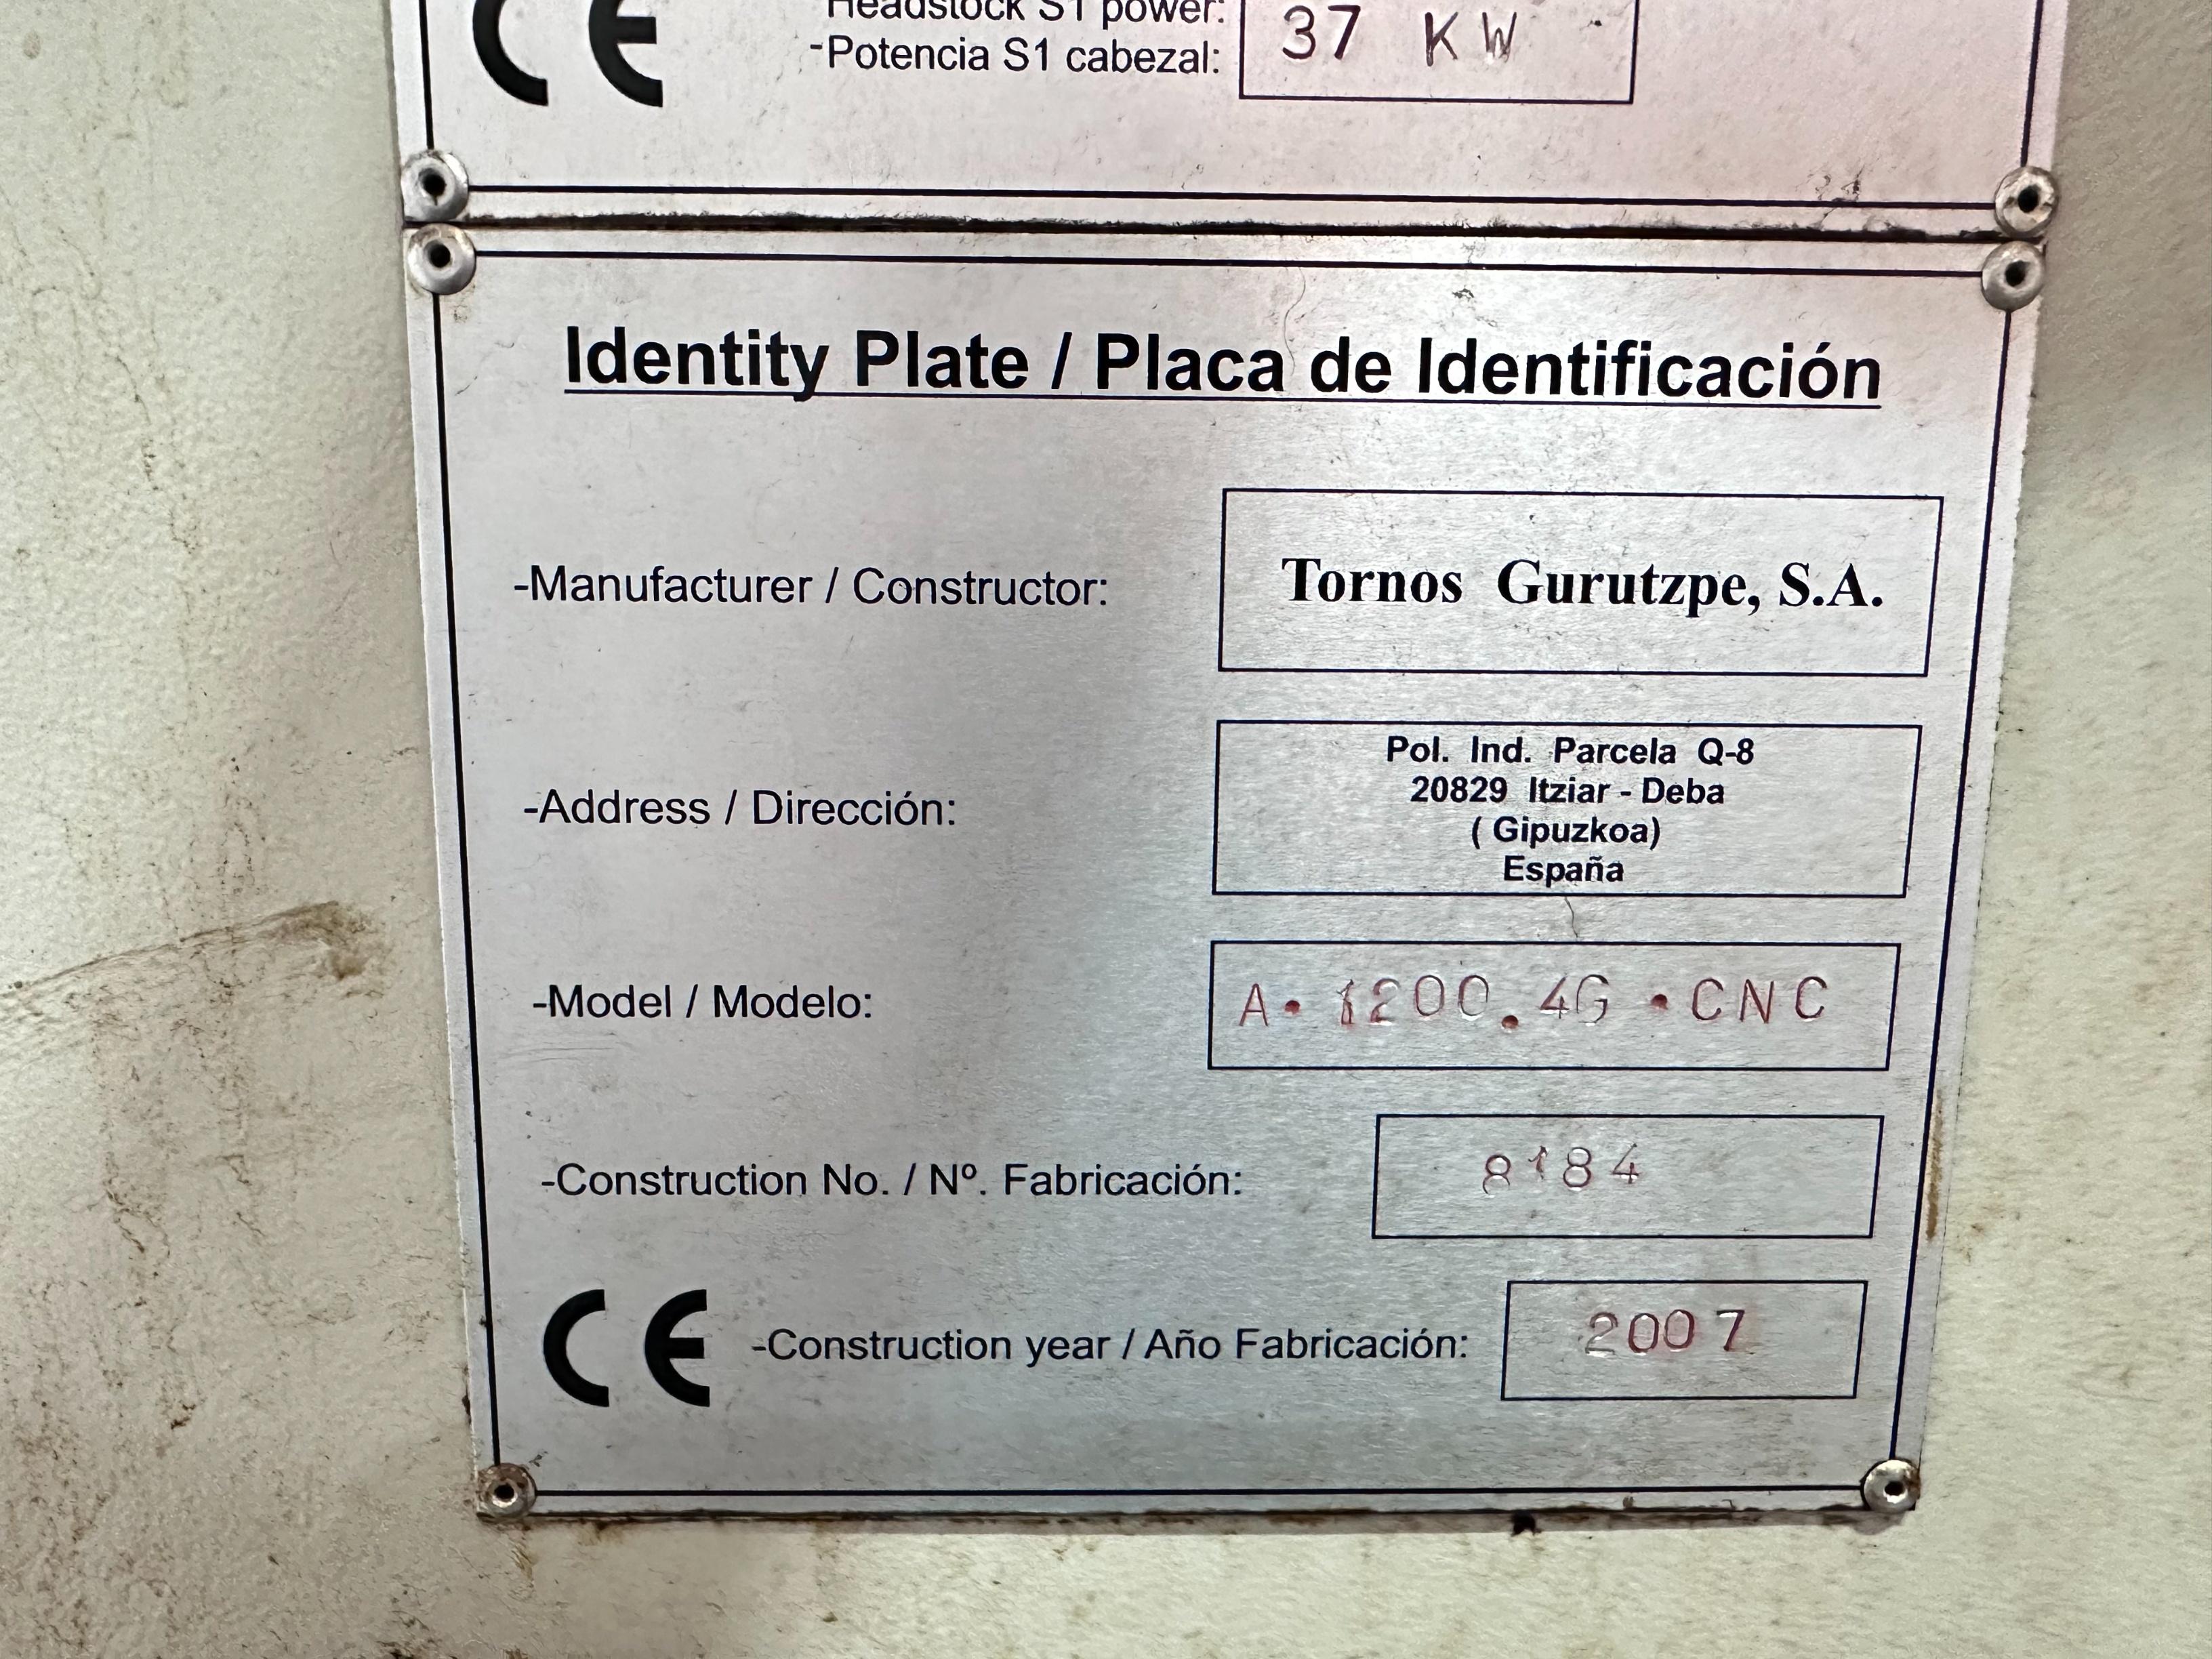 Headstock S1 power:
-Potencia S1 cabezal: 37 KW
CE
Identity Plate / Placa de Identificación
-Manufacturer / Constructor: Tornos Gurutzpe, S.A.
-Address / Dirección:
Pol. Ind. Parcela Q-8
20829 Itziar - Deba
( Gipuzkoa)
España
-Model / Modelo: A·1200.4G·CNC
-Construction No. / Nº. Fabricación: 8184
CE -Construction year / Año Fabricación: 2007